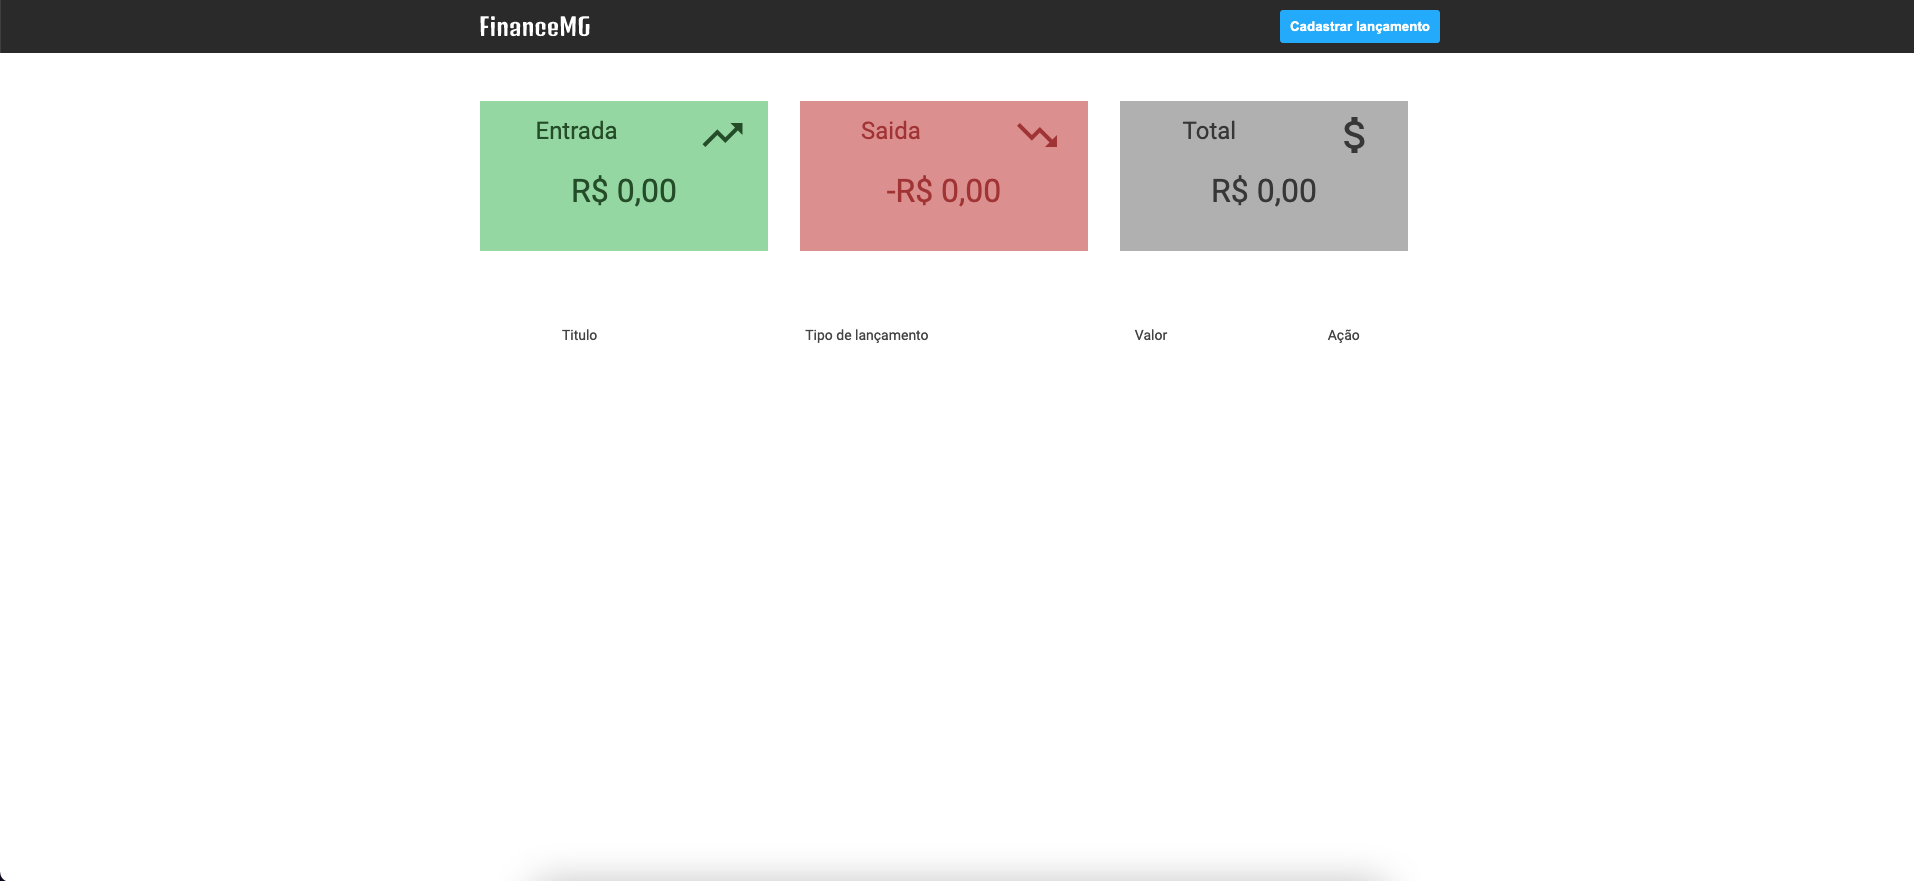 FinanceMG
Cadastrar lançamento
Entrada
R$ 0,00
Saida
-R$ 0,00
Total
$
R$ 0,00
Titulo Tipo de lançamento Valor Ação